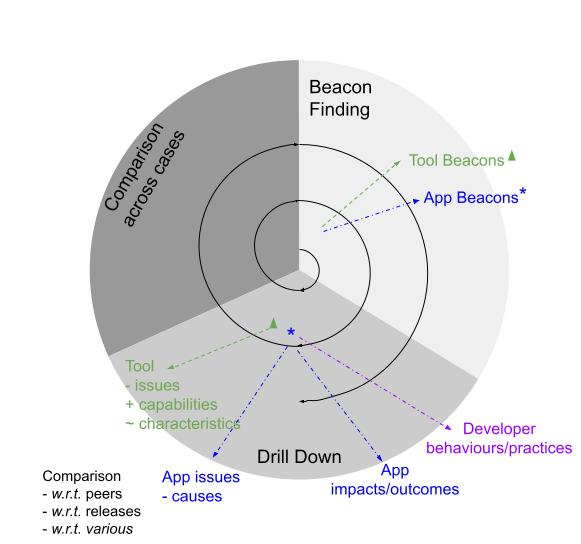 Beacon
Finding
Comparison
across cases
Tool Beacons▲
App Beacons*
▲
*
Tool
- issues
+ capabilities
~ characteristics
Drill Down
Developer
behaviours/practices
App issues
- causes
App
impacts/outcomes
Comparison
- w.r.t. peers
- w.r.t. releases
- w.r.t. various